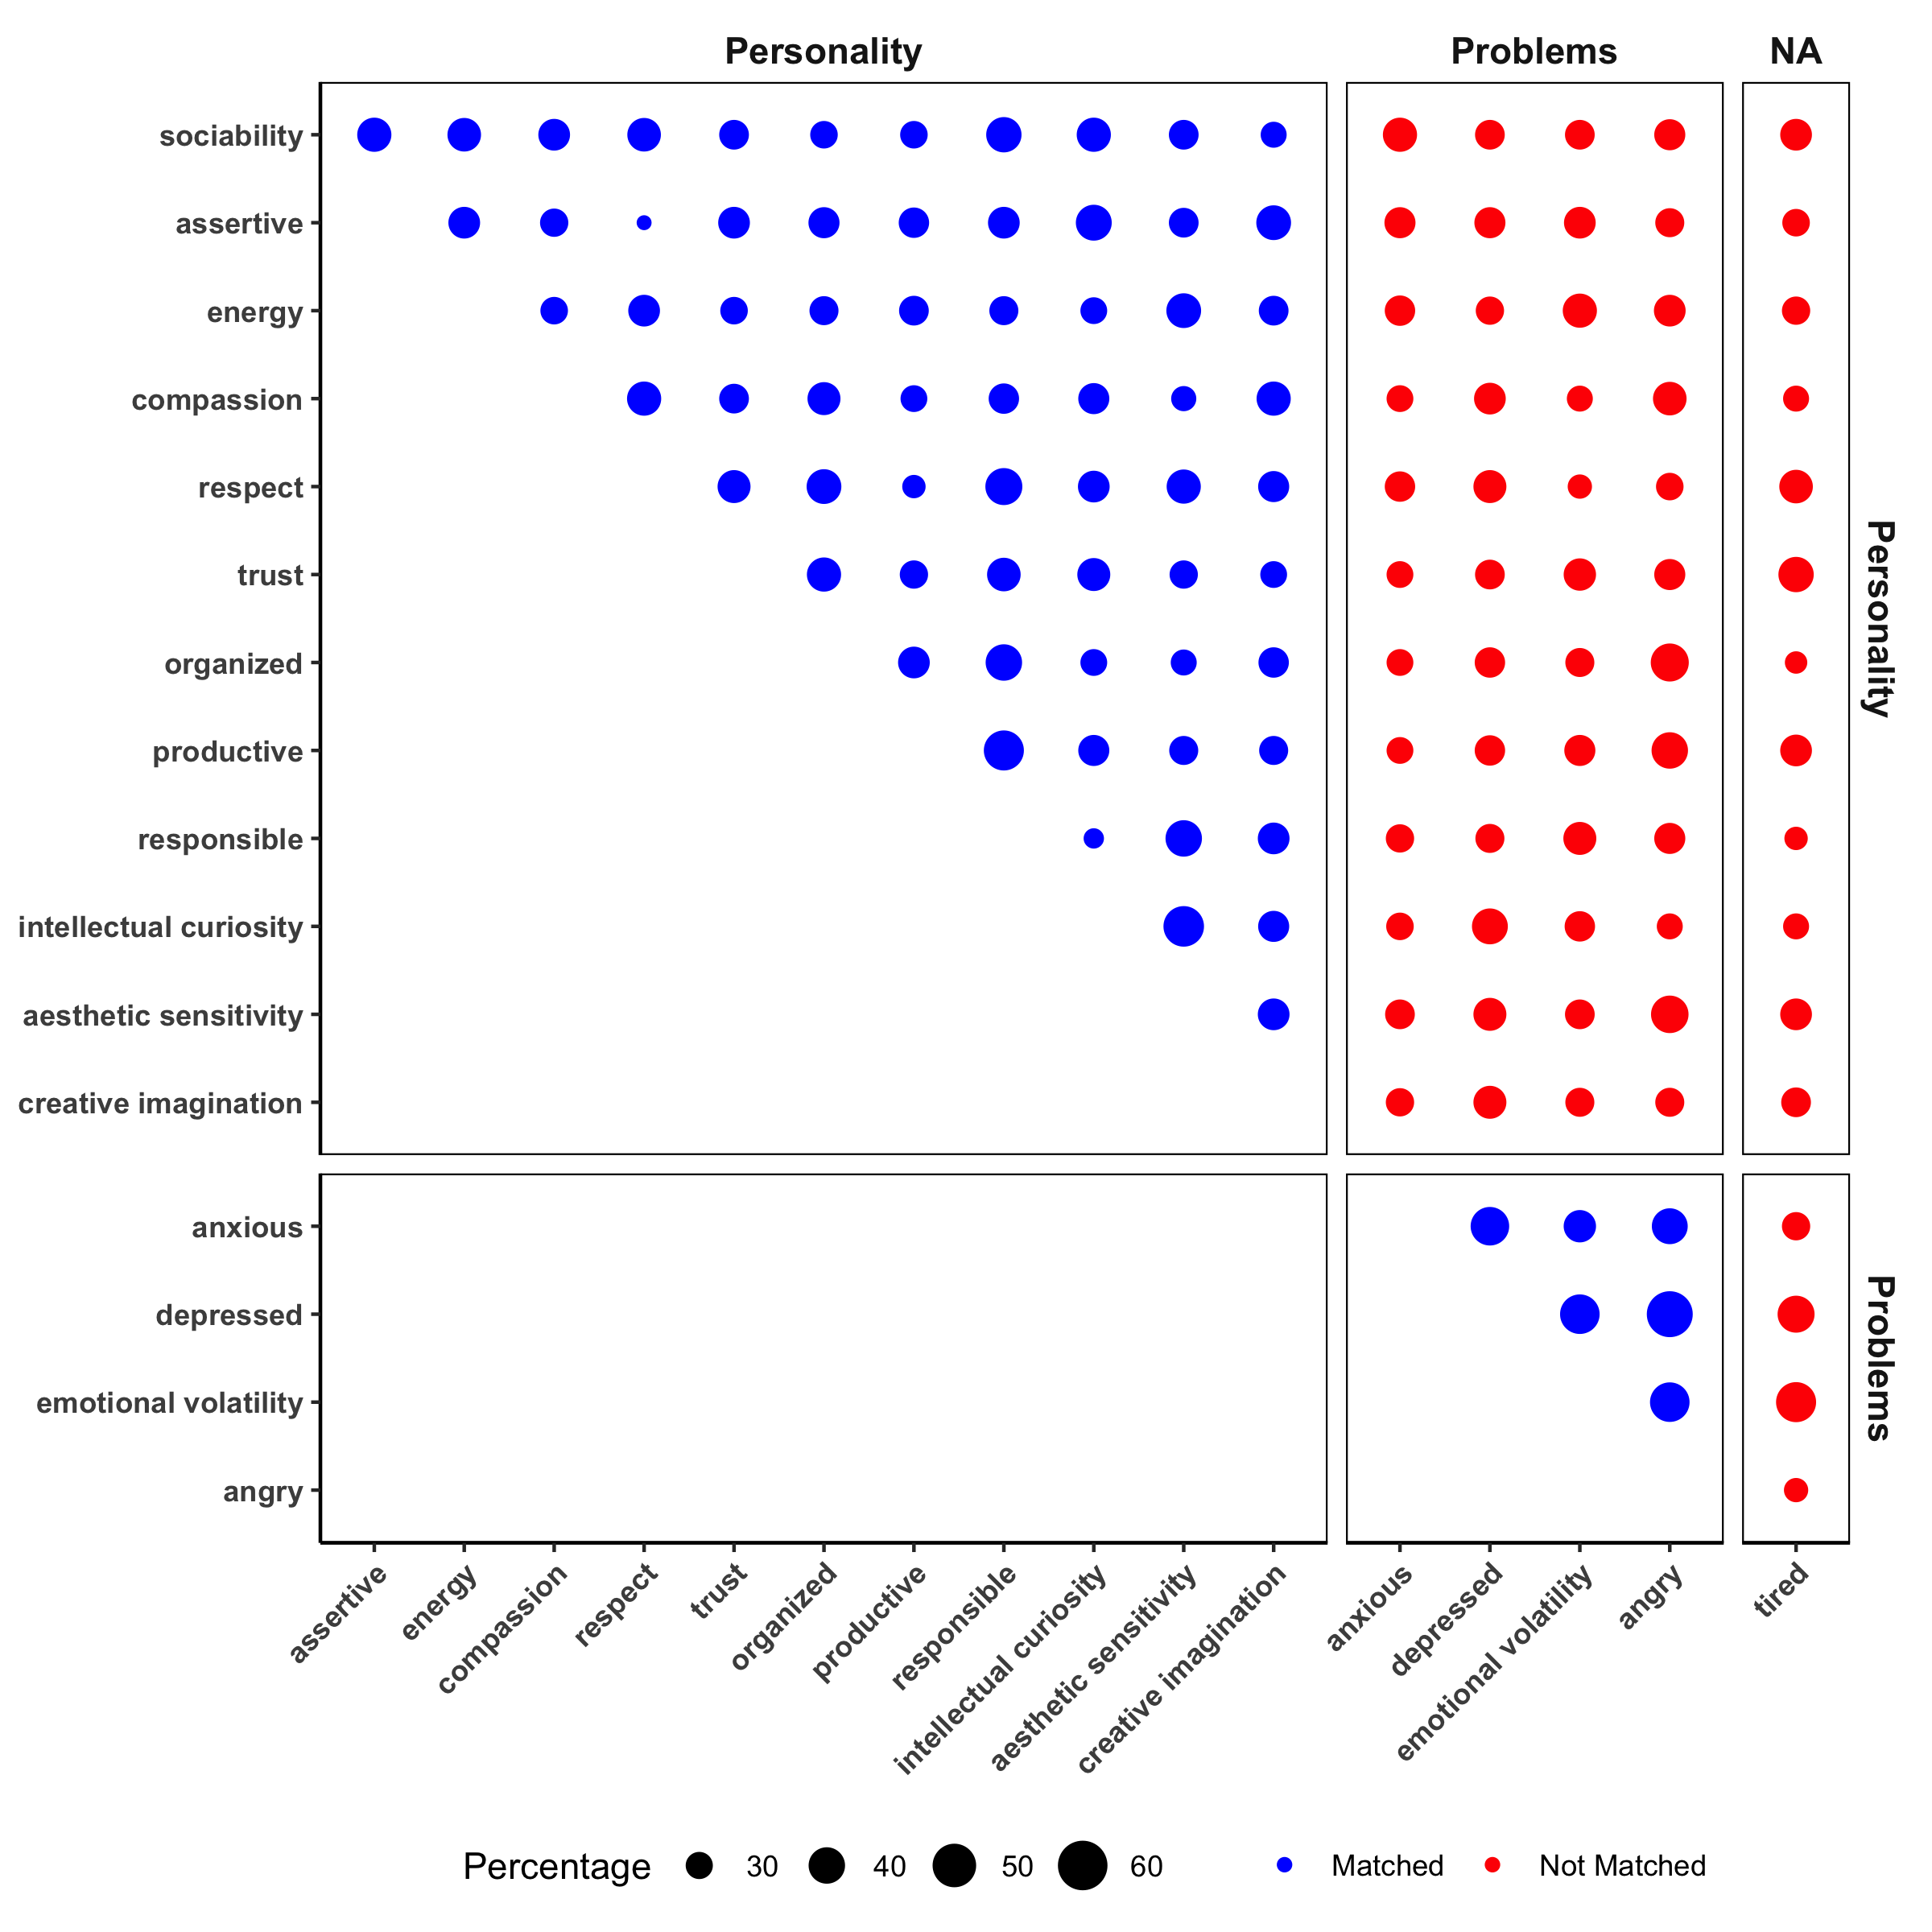 Personality Problems NA
sociability
assertive
energy
compassion
respect
trust
organized
productive
responsible
intellectual curiosity
aesthetic sensitivity
creative imagination
Personality
anxious
depressed
emotional volatility
angry
Problems
assertive
energy
compassion
respect
trust
organized
productive
responsible
intellectual curiosity
aesthetic sensitivity
creative imagination
anxious
depressed
emotional volatility
angry
tired
Percentage 30 40 50 60 Matched Not Matched